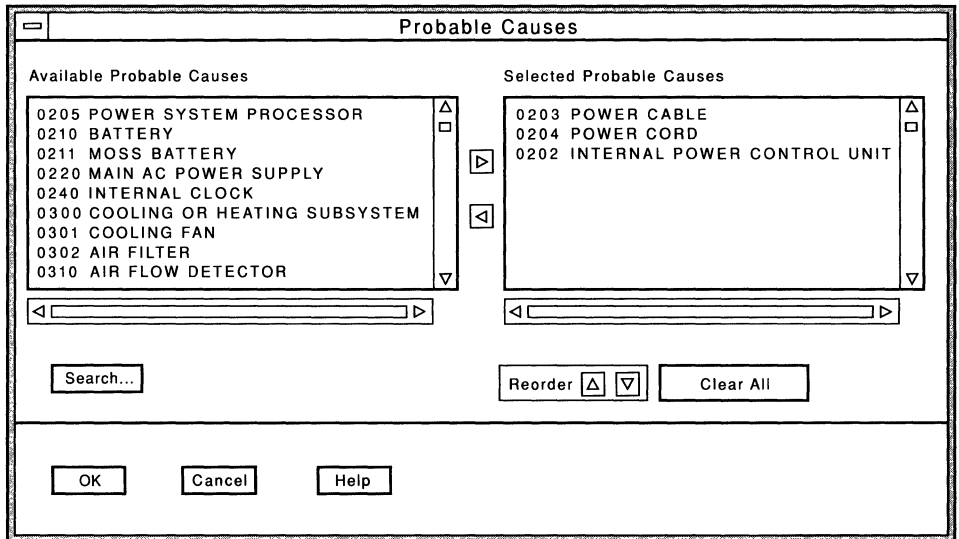 Probable Causes
Available Probable Causes
0205 POWER SYSTEM PROCESSOR
0210 BATTERY
0211 MOSS BATTERY
0220 MAIN AC POWER SUPPLY
0240 INTERNAL CLOCK
0300 COOLING OR HEATING SUBSYSTEM
0301 COOLING FAN
0302 AIR FILTER
0310 AIR FLOW DETECTOR
Selected Probable Causes
0203 POWER CABLE
0204 POWER CORD
0202 INTERNAL POWER CONTROL UNIT
Search...
Reorder
Clear All
OK
Cancel
Help